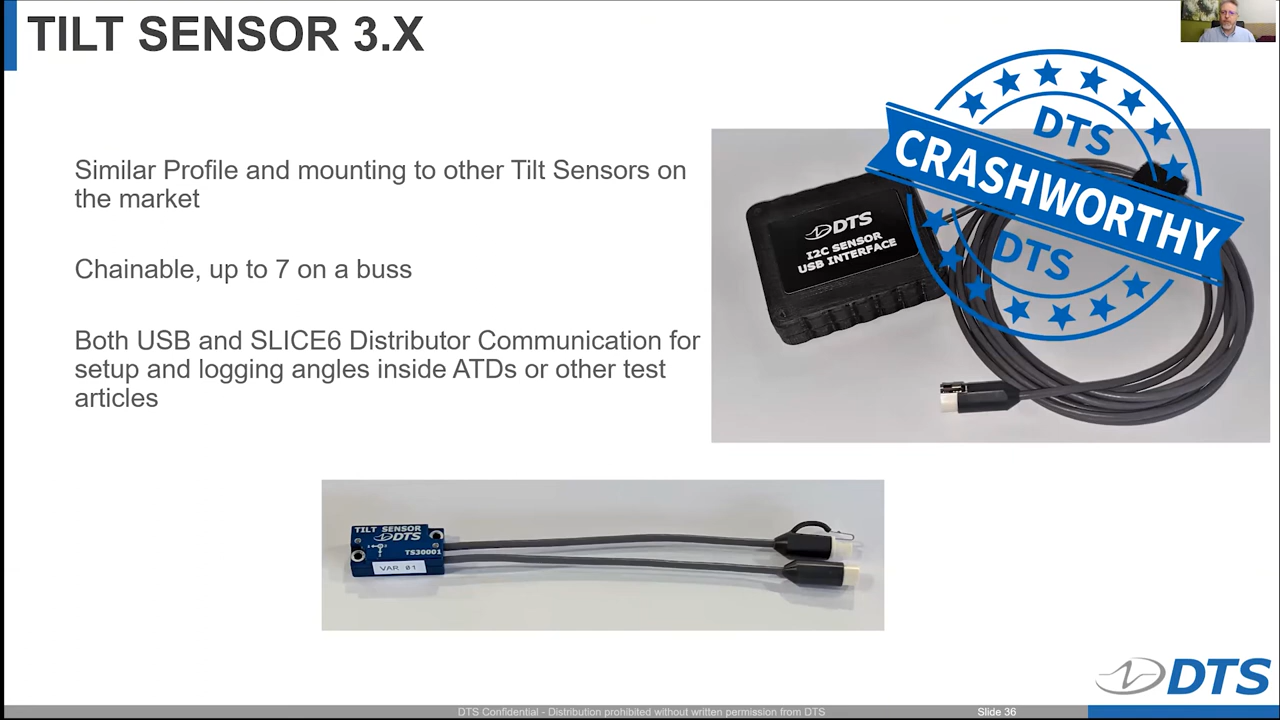 TILT SENSOR 3.X
Similar Profile and mounting to other Tilt Sensors on
the market
Chainable, up to 7 on a buss
Both USB and SLICE6 Distributor Communication for
setup and logging angles inside ATDs or other test
articles
DTS
CRASHWORTHY
DTS
DTS
I2C SENSOR
USB INTERFACE
TILT SENSOR
DTS
TS30001
VAR 01
DTS
DTS Confidential - Distribution prohibited without written permission from DTS
Slide 36